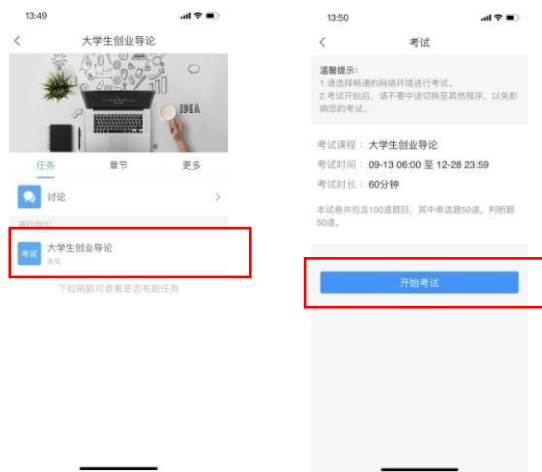 13:49
大学生创业导论
IDEA
任务
章节
更多
讨论
进行中(1)
考试
大学生创业导论
未交
下拉刷新可查看是否有新任务
13:50
考试
温馨提示:
1.请选择畅通的网络环境进行考试。
2.考试开始后，请不要中途切换至其他程序，以免影
响您的考试。
考试课程： 大学生创业导论
考试时间： 09-13 06:00 至 12-28 23:59
考试时长： 60分钟
本试卷共包含100道题目，其中单选题50道，判断题
50道。
开始考试